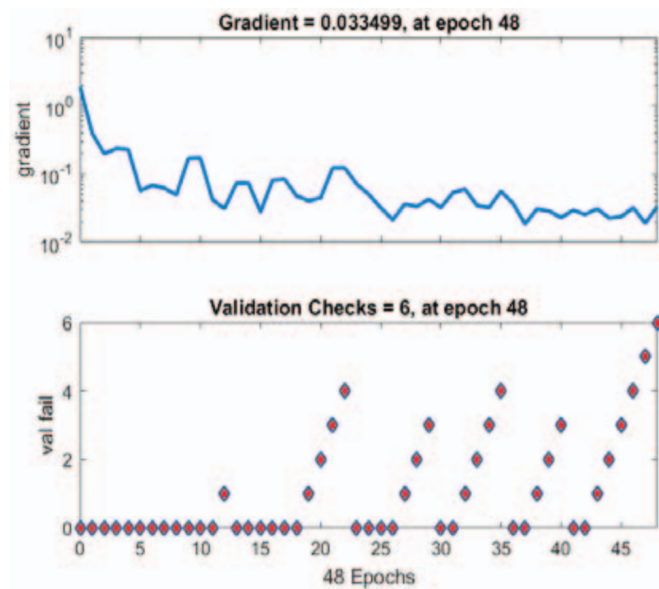 Gradient = 0.033499, at epoch 48
10^1
10^0
10^-1
10^-2
gradient
Validation Checks = 6, at epoch 48
6
4
2
0
val fail
0 5 10 15 20 25 30 35 40 45
48 Epochs